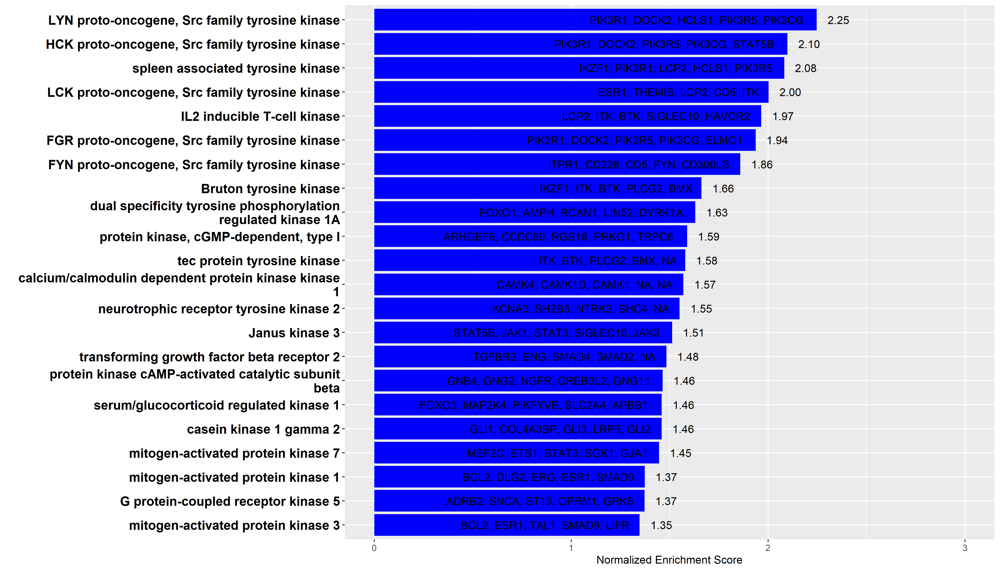 LYN proto-oncogene, Src family tyrosine kinase PIK3R1, DOCK2, HCLS1, PIK3R5, PIK3CG 2.25
HCK proto-oncogene, Src family tyrosine kinase PIK3R1, DOCK2, PIK3R5, PIK3CG, STAT5B 2.10
spleen associated tyrosine kinase IKZF1, PIK3R1, LCP2, HCLS1, PIK3R5 2.08
LCK proto-oncogene, Src family tyrosine kinase ESR1, THEMIS, LCP2, CD5, ITK 2.00
IL2 inducible T-cell kinase LCP2, ITK, BTK, SIGLEC10, HAVCR2 1.97
FGR proto-oncogene, Src family tyrosine kinase PIK3R1, DOCK2, PIK3R5, PIK3CG, ELMO1 1.94
FYN proto-oncogene, Src family tyrosine kinase ITPR1, CD226, CD5, FYN, CD300LB 1.86
Bruton tyrosine kinase IKZF1, ITK, BTK, PLCG2, BMX 1.66
dual specificity tyrosine phosphorylation
regulated kinase 1A FOXO1, AMPH, RCAN1, LIN52, DYRK1A 1.63
protein kinase, cGMP-dependent, type I ARHGEF6, CCDC80, RGS18, PRKG1, TRPC6 1.59
tec protein tyrosine kinase ITK, BTK, PLCG2, BMX, NA 1.58
calcium/calmodulin dependent protein kinase kinase
1 CAMK4, CAMK1D, CAMK1, NA, NA 1.57
neurotrophic receptor tyrosine kinase 2 KCNA3, SH2B3, NTRK2, SHC4, NA 1.55
Janus kinase 3 STAT5B, JAK1, STAT3, SIGLEC10, JAK3 1.51
transforming growth factor beta receptor 2 TGFBR2, ENG, SMAD4, SMAD2, NA 1.48
protein kinase cAMP-activated catalytic subunit
beta GNB4, GNG2, NGFR, CREB3L2, GNG11 1.46
serum/glucocorticoid regulated kinase 1 FOXO3, MAP2K4, PIKFYVE, SLC2A4, APBB1 1.46
casein kinase 1 gamma 2 GLI1, COL4A3BP, GLI3, LRP6, GLI2 1.46
mitogen-activated protein kinase 7 MEF2C, ETS1, STAT3, SGK1, GJA1 1.45
mitogen-activated protein kinase 1 BCL2, DLG2, ERG, ESR1, SMAD9 1.37
G protein-coupled receptor kinase 5 ADRB2, SNCA, ST13, OPRM1, GRK5 1.37
mitogen-activated protein kinase 3 BCL2, ESR1, TAL1, SMAD9, LIFR 1.35
0 1 2 3
Normalized Enrichment Score